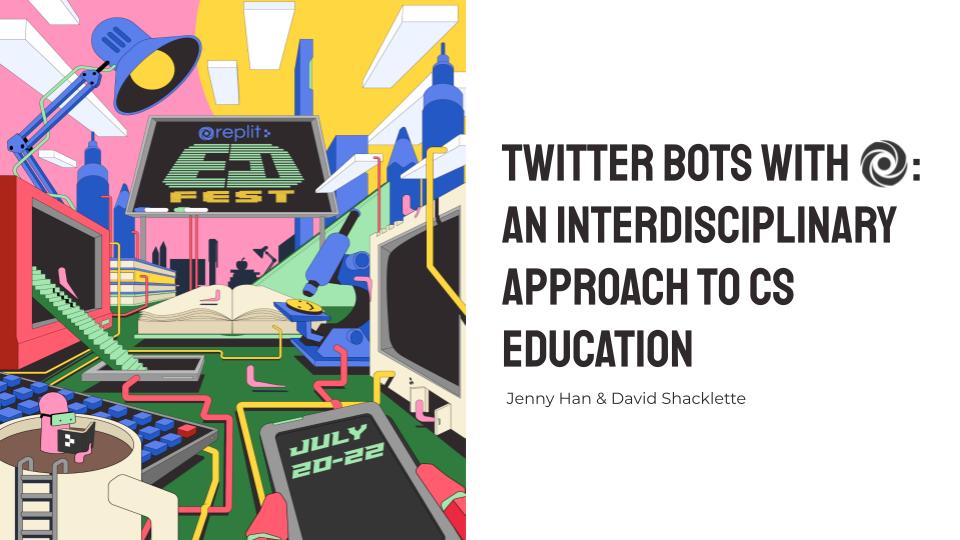 replit
ED
FEST
JULY
20-22
TWITTER BOTS WITH :
AN INTERDISCIPLINARY
APPROACH TO CS
EDUCATION
Jenny Han & David Shacklette